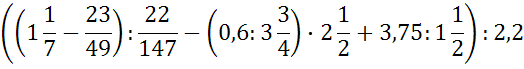 ((1 1/7 − 23/49) : 22/147 − (0,6: 3 3/4) · 2 1/2 + 3,75: 1 1/2) : 2,2